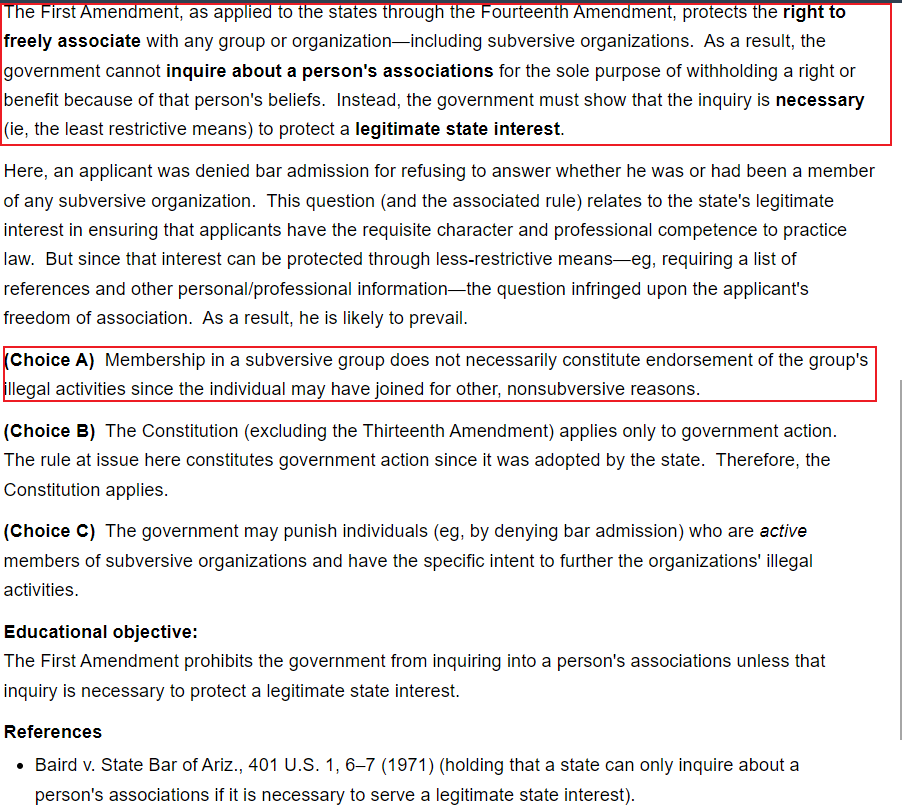 The First Amendment, as applied to the states through the Fourteenth Amendment, protects the right to
freely associate with any group or organization—including subversive organizations. As a result, the
government cannot inquire about a person's associations for the sole purpose of withholding a right or
benefit because of that person's beliefs. Instead, the government must show that the inquiry is necessary
(ie, the least restrictive means) to protect a legitimate state interest.
Here, an applicant was denied bar admission for refusing to answer whether he was or had been a member
of any subversive organization. This question (and the associated rule) relates to the state's legitimate
interest in ensuring that applicants have the requisite character and professional competence to practice
law. But since that interest can be protected through less-restrictive means—eg, requiring a list of
references and other personal/professional information—the question infringed upon the applicant's
freedom of association. As a result, he is likely to prevail.
(Choice A) Membership in a subversive group does not necessarily constitute endorsement of the group's
illegal activities since the individual may have joined for other, nonsubversive reasons.
(Choice B) The Constitution (excluding the Thirteenth Amendment) applies only to government action.
The rule at issue here constitutes government action since it was adopted by the state. Therefore, the
Constitution applies.
(Choice C) The government may punish individuals (eg, by denying bar admission) who are active
members of subversive organizations and have the specific intent to further the organizations' illegal
activities.
Educational objective:
The First Amendment prohibits the government from inquiring into a person's associations unless that
inquiry is necessary to protect a legitimate state interest.
References
• Baird v. State Bar of Ariz., 401 U.S. 1, 6–7 (1971) (holding that a state can only inquire about a
person's associations if it is necessary to serve a legitimate state interest).